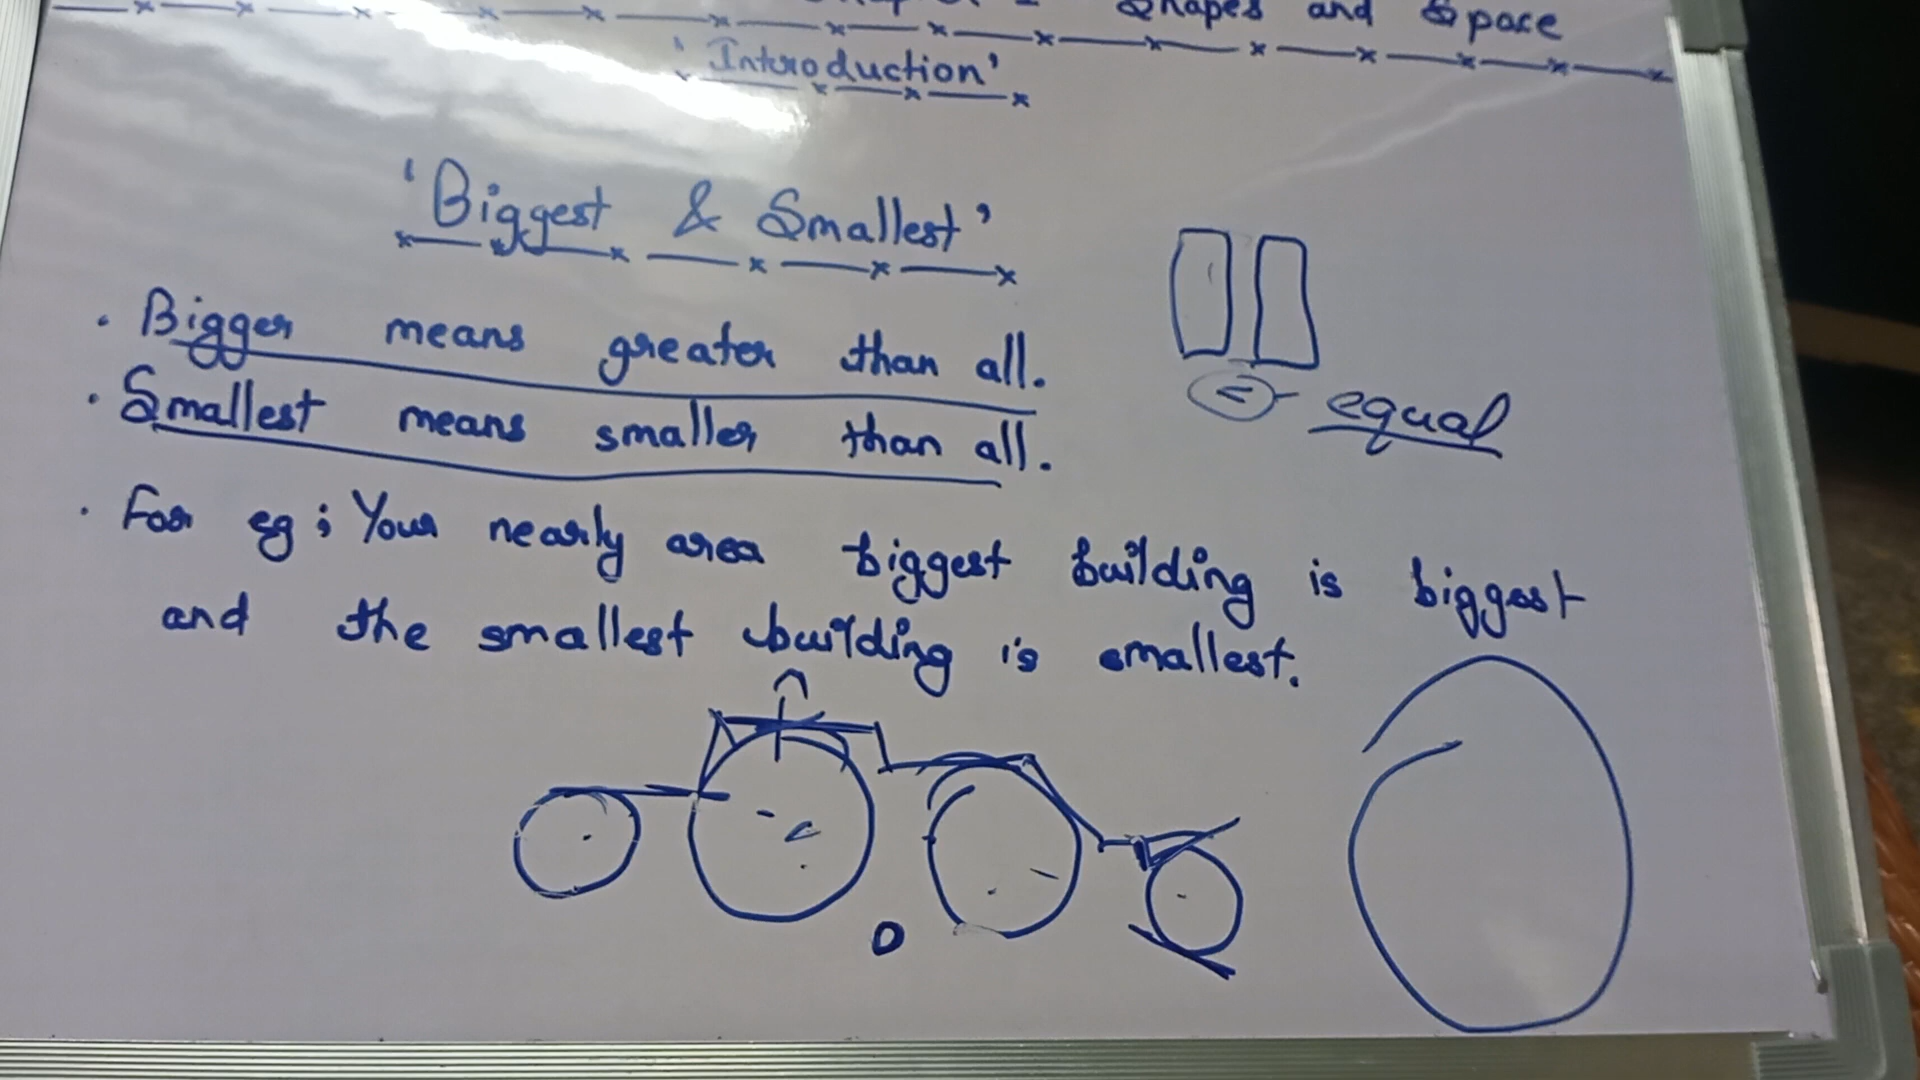 Shapes and Space
'Introduction'
'Biggest & Smallest'
. Bigger means greater than all.
. Smallest means smaller than all.
= equal
. For eg; Your nearly area biggest building is biggest
and the smallest building is smallest.